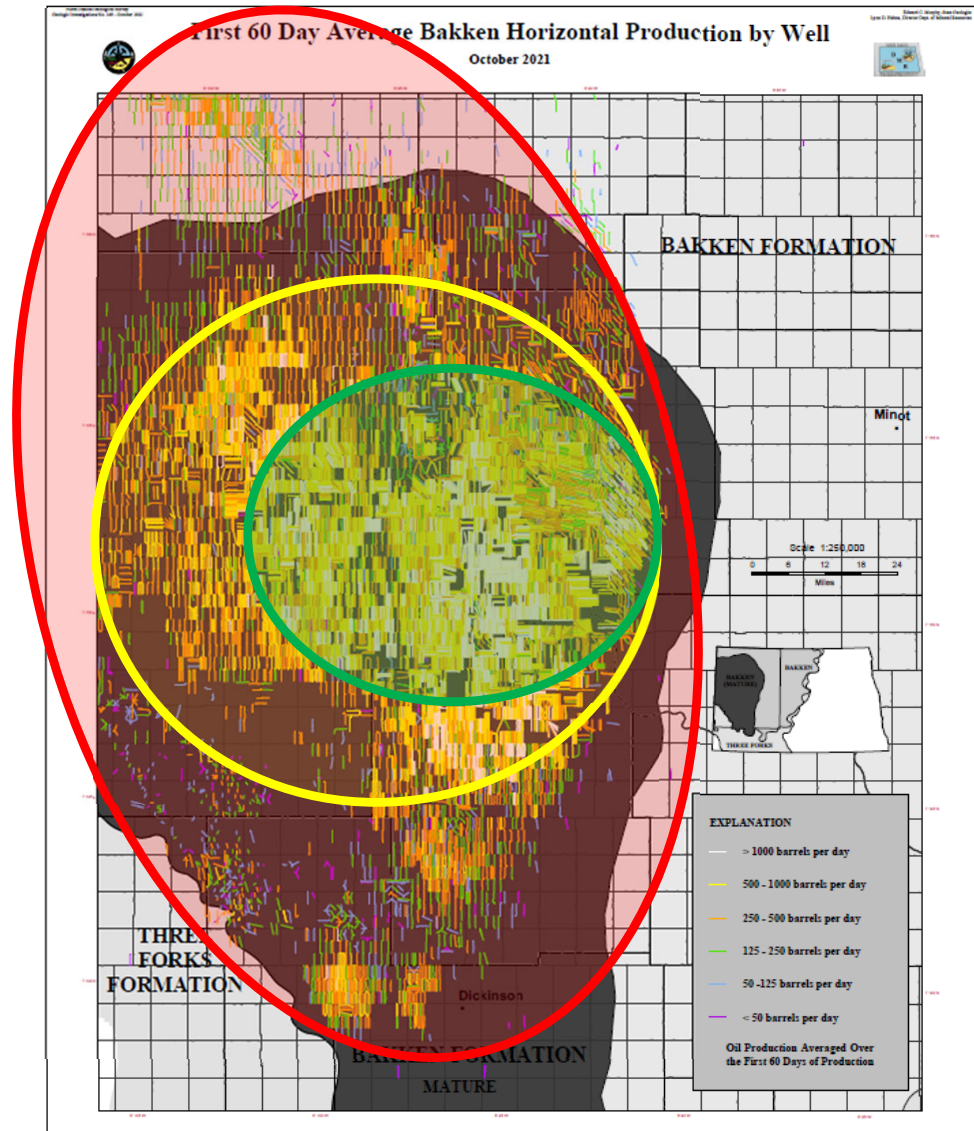 First 60 Day Average Bakken Horizontal Production by Well
October 2021
BAKKEN FORMATION
Minot
Scale 1:250,000
0 6 12 18 24
Miles
BAKKEN
BAKKEN
(MATURE)
THREE FORKS
EXPLANATION
> 1000 barrels per day
500 - 1000 barrels per day
250 - 500 barrels per day
125 - 250 barrels per day
50 -125 barrels per day
< 50 barrels per day
Oil Production Averaged Over
the First 60 Days of Production
THREE
FORKS
FORMATION
Dickinson
BAKKEN FORMATION
MATURE